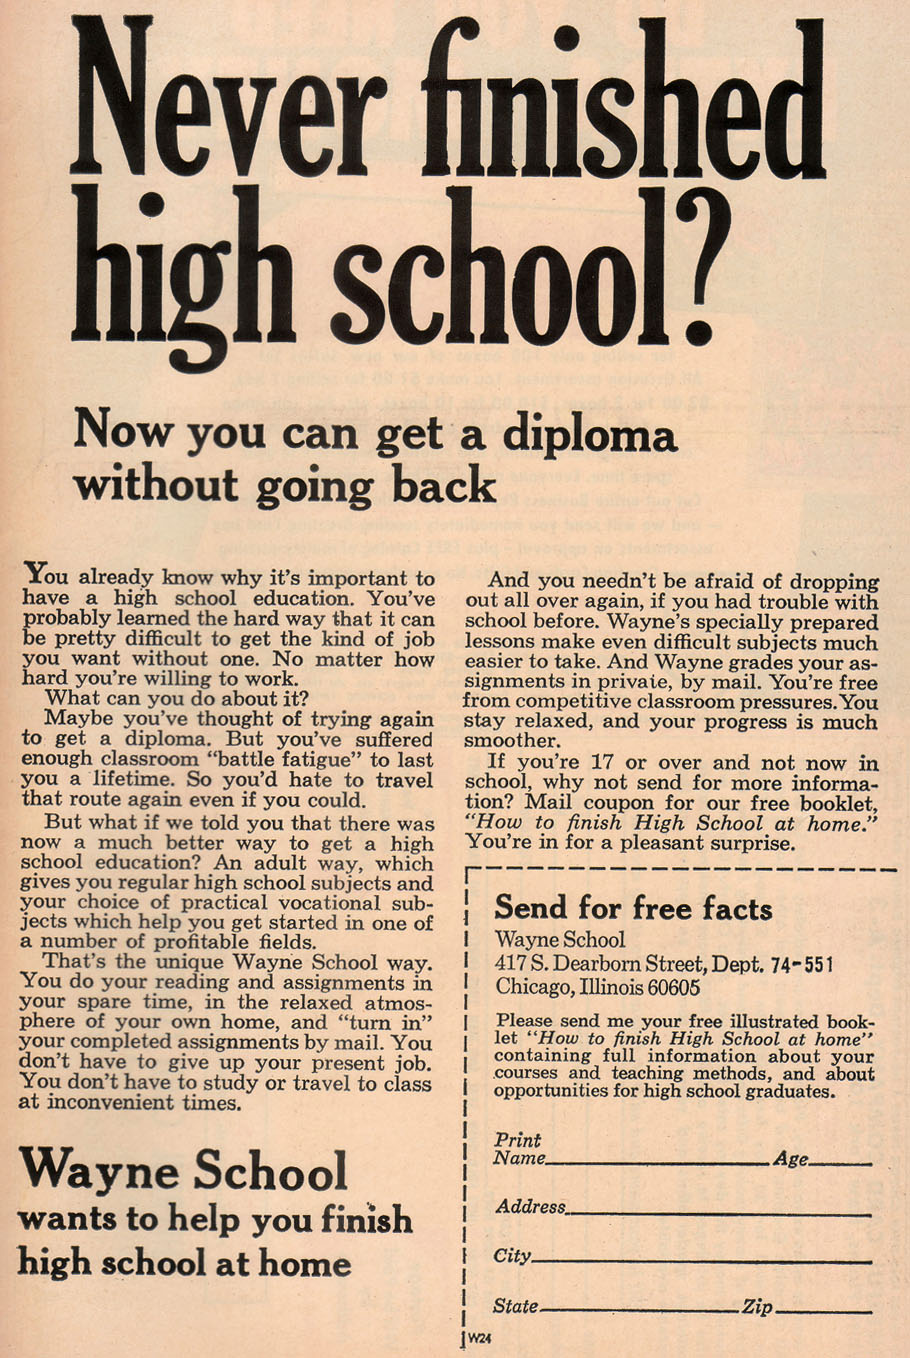 Never finished
high school?
Now you can get a diploma
without going back
You already know why it's important to
have a high school education. You've
probably learned the hard way that it can
be pretty difficult to get the kind of job
you want without one. No matter how
hard you're willing to work.
What can you do about it?
Maybe you've thought of trying again
to get a diploma. But you've suffered
enough classroom "battle fatigue" to last
you a lifetime. So you'd hate to travel
that route again even if you could.
But what if we told you that there was
now a much better way to get a high
school education? An adult way, which
gives you regular high school subjects and
your choice of practical vocational sub-
jects which help you get started in one of
a number of profitable fields.
That's the unique Wayne School way.
You do your reading and assignments in
your spare time, in the relaxed atmos-
phere of your own home, and "turn in"
your completed assignments by mail. You
don't have to give up your present job.
You don't have to study or travel to class
at inconvenient times.
Wayne School
wants to help you finish
high school at home
And you needn't be afraid of dropping
out all over again, if you had trouble with
school before. Wayne's specially prepared
lessons make even difficult subjects much
easier to take. And Wayne grades your as-
signments in private, by mail. You're free
from competitive classroom pressures. You
stay relaxed, and your progress is much
smoother.
If you're 17 or over and not now in
school, why not send for more informa-
tion? Mail coupon for our free booklet,
"How to finish High School at home."
You're in for a pleasant surprise.
Send for free facts
Wayne School
417 S. Dearborn Street, Dept. 74-551
Chicago, Illinois 60605
Please send me your free illustrated book-
let "How to finish High School at home"
containing full information about your
courses and teaching methods, and about
opportunities for high school graduates.
Print
Name Age
Address
City
State Zip
W24